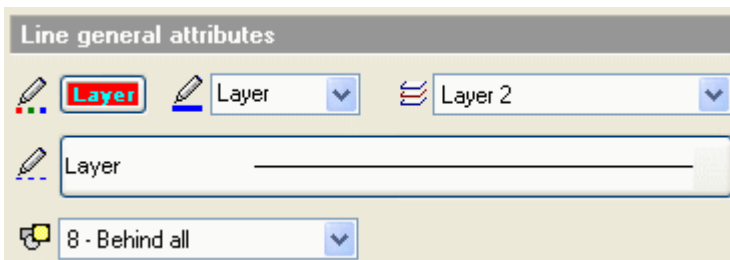 Line general attributes
Layer Layer Layer 2
Layer
8 - Behind all